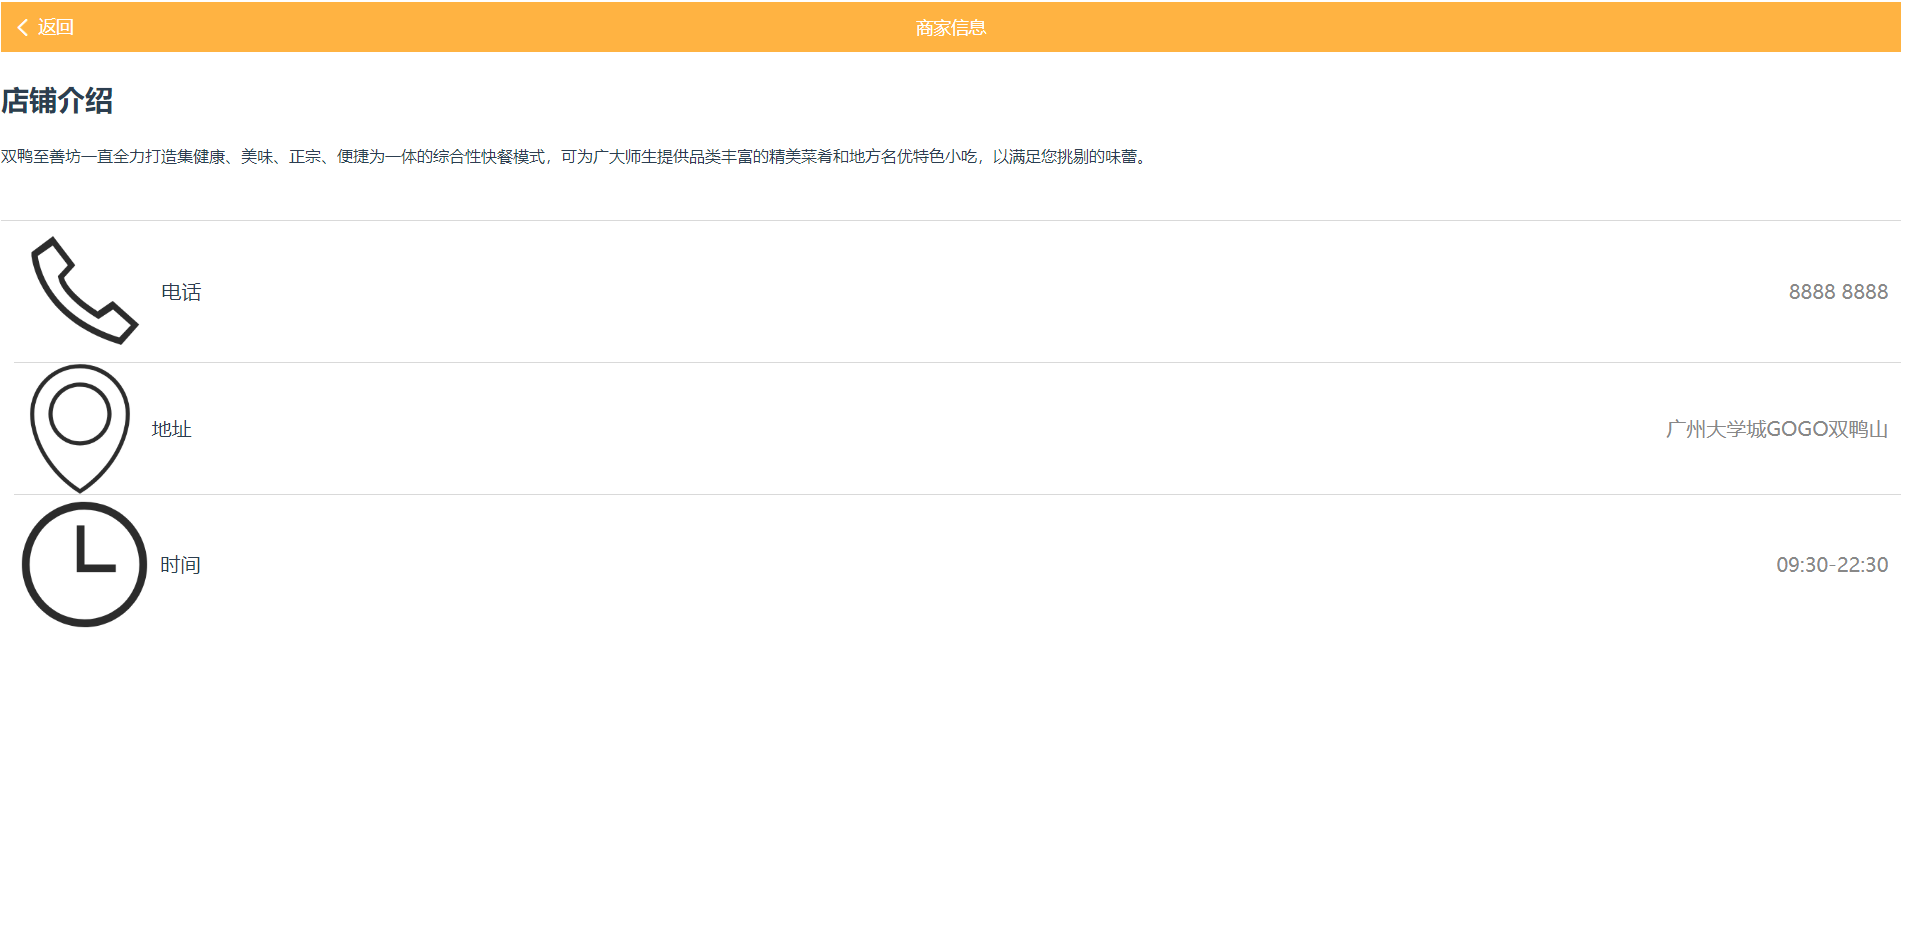 返回
商家信息
店铺介绍
双鸭至善坊一直全力打造集健康、美味、正宗、便捷为一体的综合性快餐模式，可为广大师生提供品类丰富的精美菜肴和地方名优特色小吃，以满足您挑剔的味蕾。
电话
8888 8888
地址
广州大学城GOGO双鸭山
时间
09:30-22:30